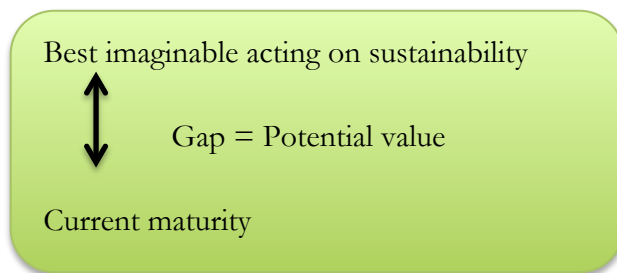 Best imaginable acting on sustainability
Gap = Potential value
Current maturity